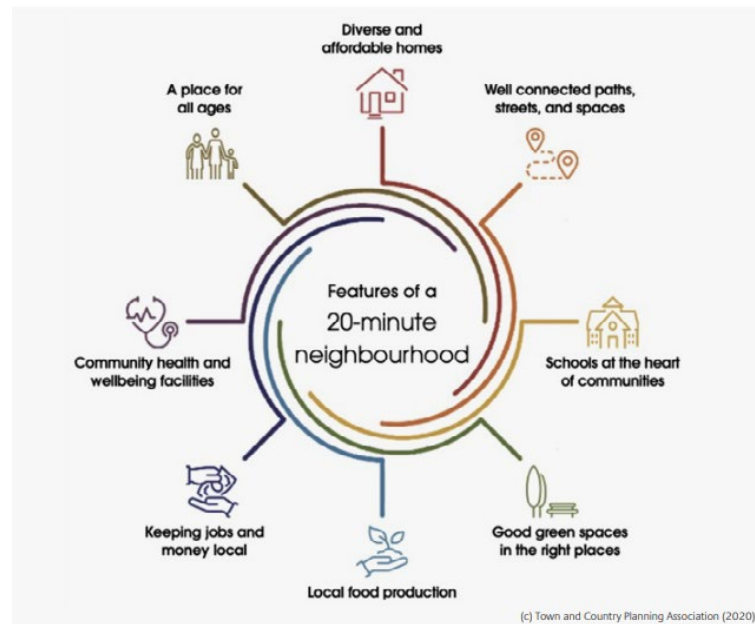 Diverse and
affordable homes
A place for
all ages
Well connected paths,
streets, and spaces
Features of a
20-minute
neighbourhood
Community health and
wellbeing facilities
Schools at the heart
of communities
Keeping jobs and
money local
Good green spaces
in the right places
Local food production
(c) Town and Country Planning Association (2020)